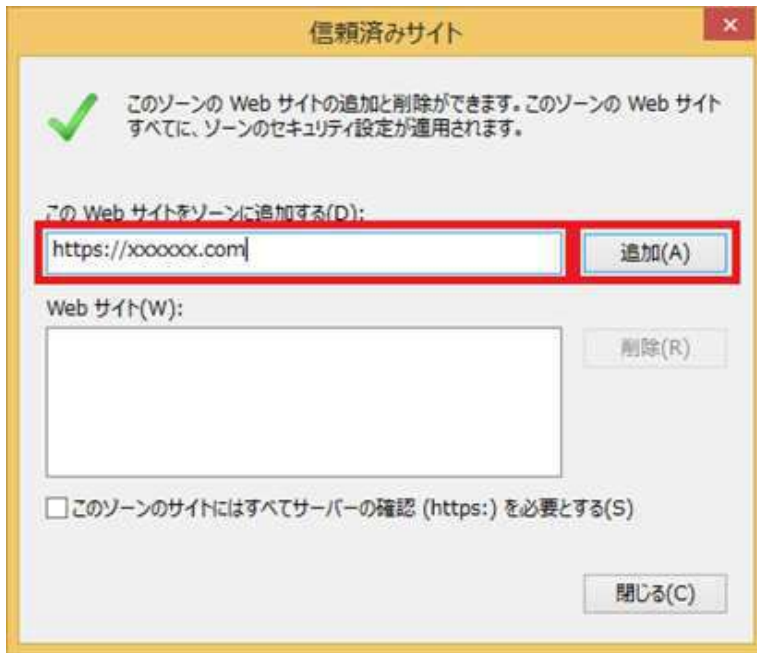 信頼済みサイト
このゾーンの Web サイトの追加と削除ができます。このゾーンの Web サイト
すべてに、ゾーンのセキュリティ設定が適用されます。
この Web サイトをゾーンに追加する(D):
https://xxxxxxx.com
追加(A)
Web サイト(W):
削除(R)
このゾーンのサイトにはすべてサーバーの確認 (https:) を必要とする(S)
閉じる(C)